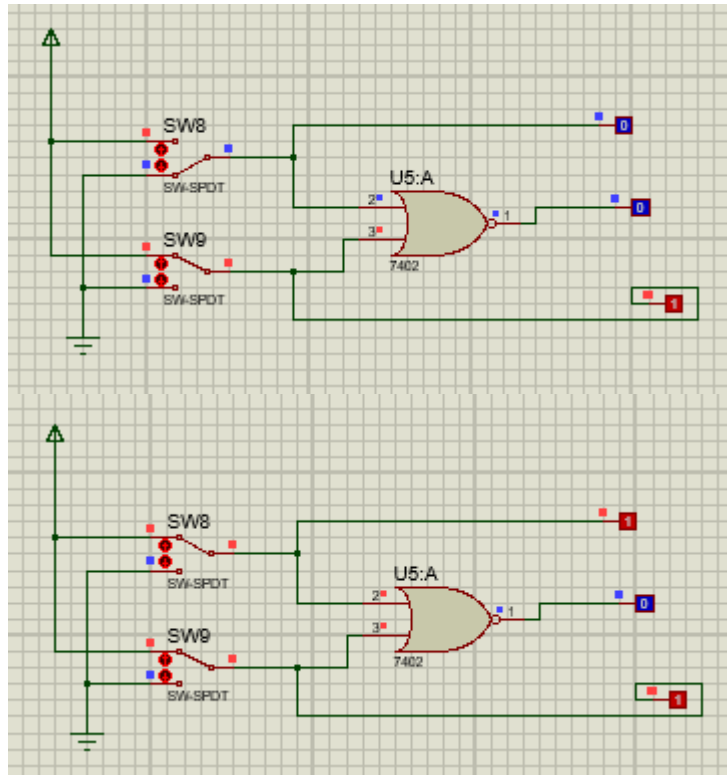 SW8
0
SW-SPDT
U5:A
2
1
0
3
SW9
7402
1
SW-SPDT
SW8
1
SW-SPDT
U5:A
2
1
0
3
SW9
7402
1
SW-SPDT